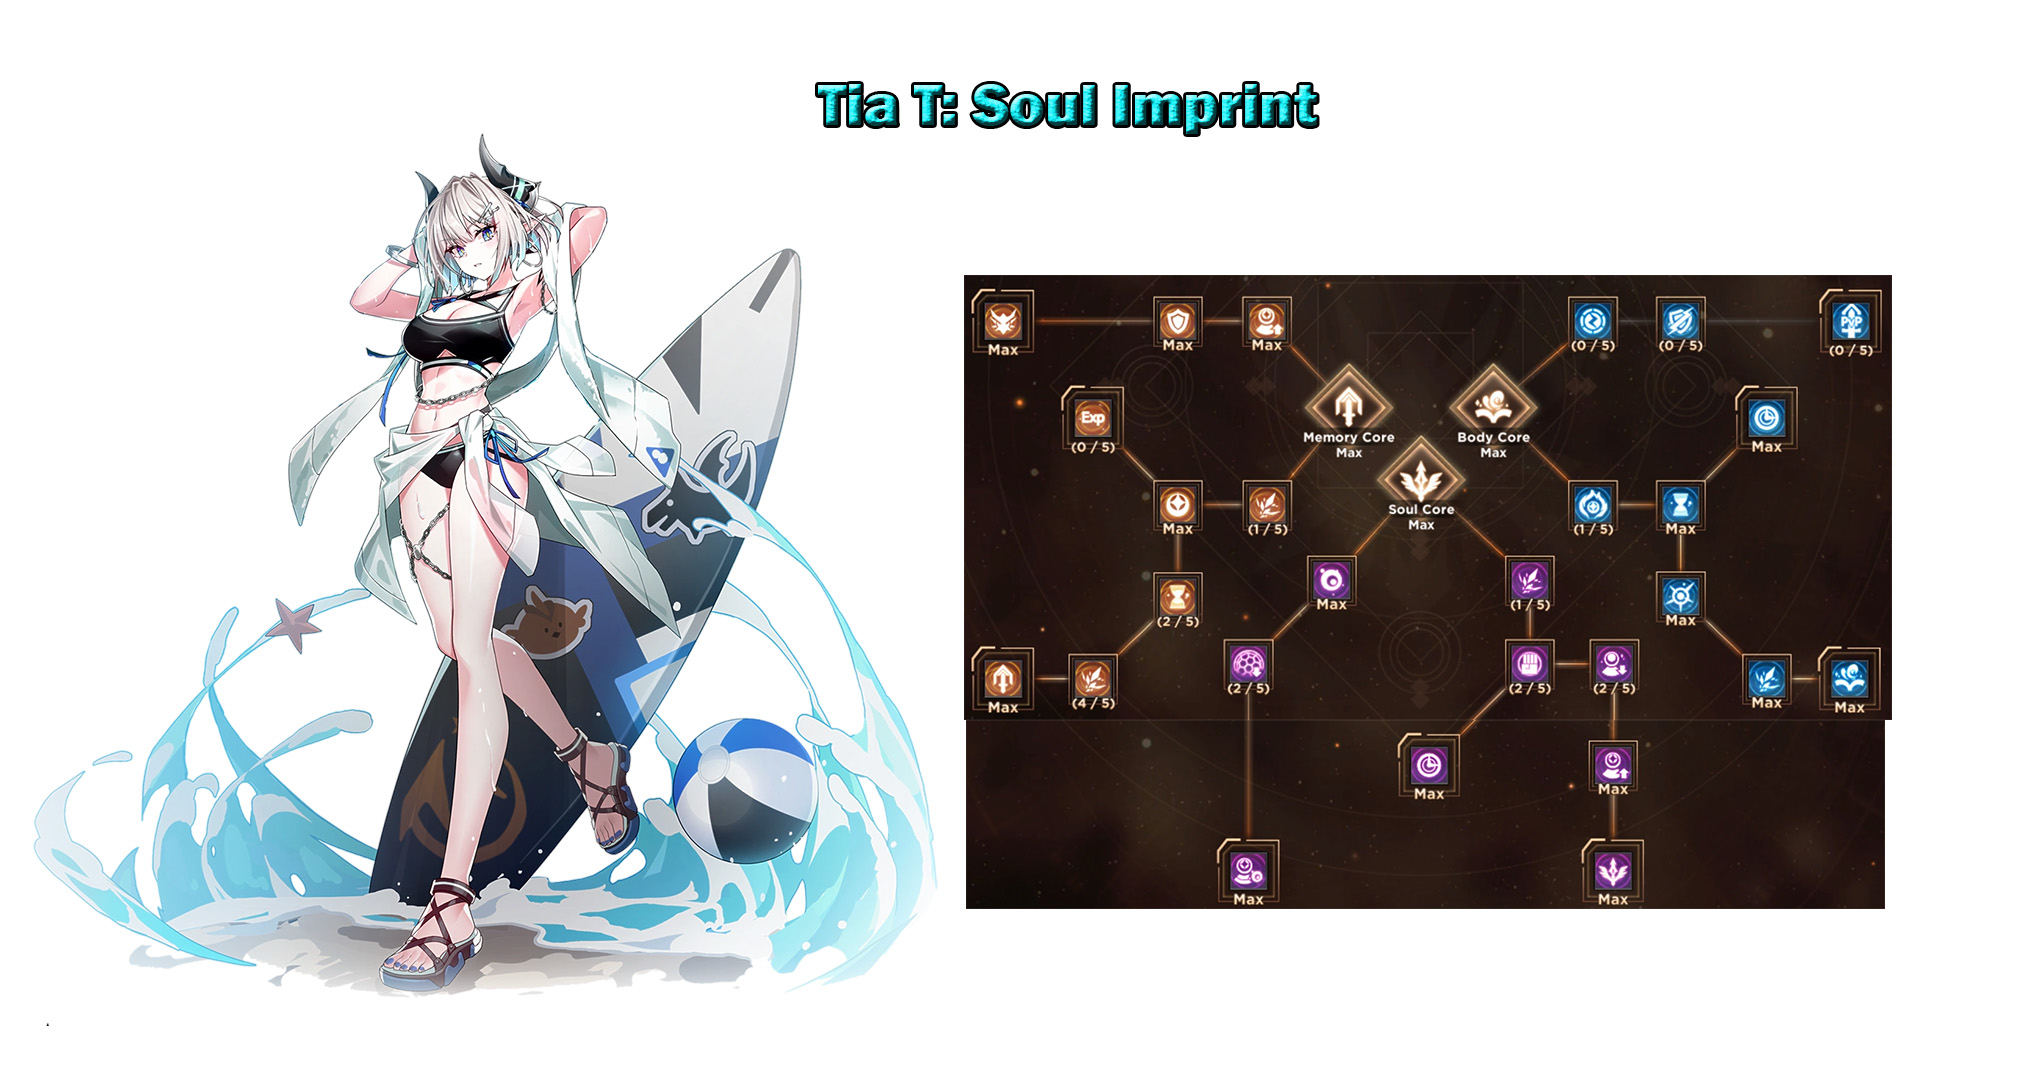 Tia T: Soul Imprint
Max
Max
Max
(0 / 5)
(0 / 5)
PVP
(0 / 5)
Exp
(0 / 5)
Memory Core
Max
Body Core
Max
Max
Soul Core
Max
Max
(1 / 5)
(1 / 5)
Max
Max
(1 / 5)
(2 / 5)
Max
Max
(4 / 5)
(2 / 5)
(2 / 5)
(2 / 5)
Max
Max
Max
Max
Max
Max